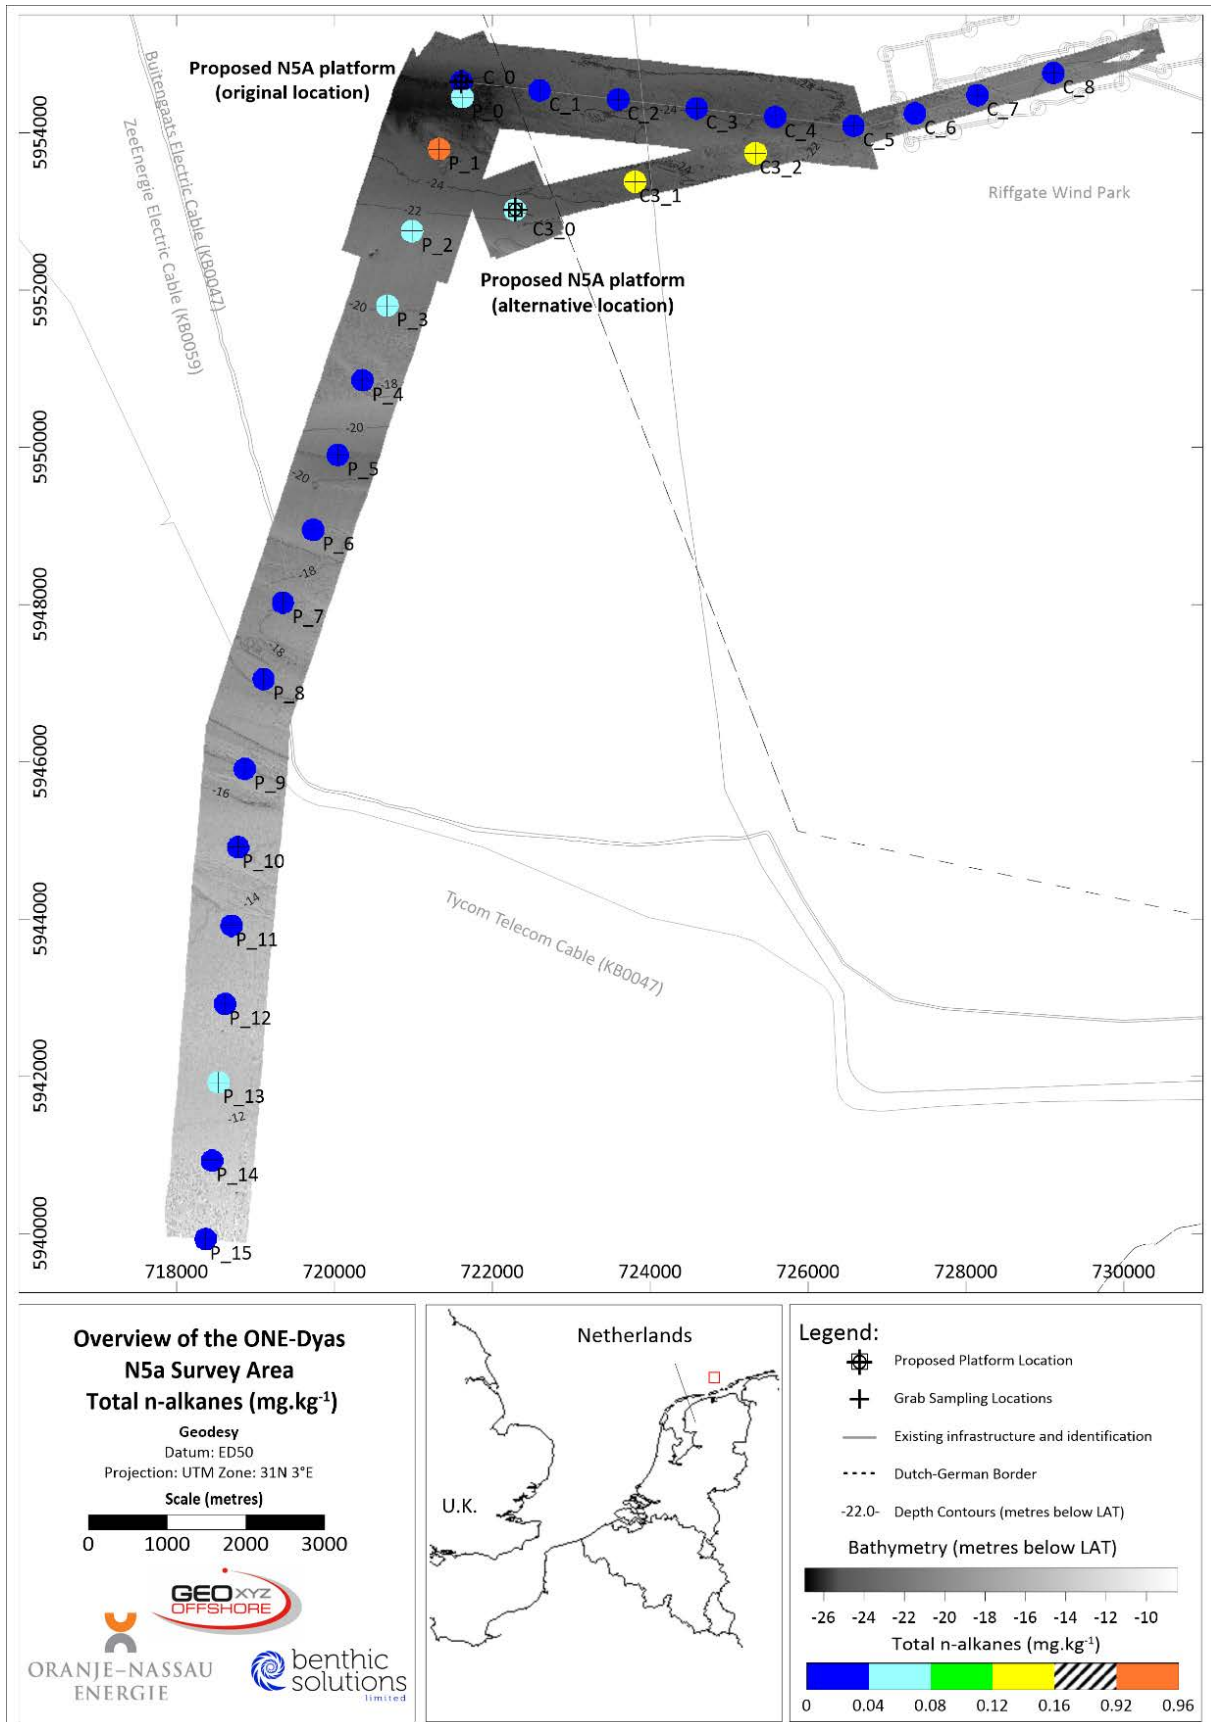 Proposed N5A platform
(original location)
C_0
P_0
C_1
C_2
-24
C_3
C_4
C_5
C_6
C_7
C_8
22
Buitengaats Electric Cable (KB0047)
ZeeEnergie Electric Cable (KB0059)
P_1
C3_2
-24
C3_1
-24
Riffgate Wind Park
-22
C3_0
P_2
Proposed N5A platform
(alternative location)
-20
P_3
-18
P_4
-20
P_5
-20
P_6
-18
P_7
-18
P_8
P_9
-16
P_10
-14
P_11
Tycom Telecom Cable (KB0047)
P_12
P_13
-12
P_14
P_15
5954000
5952000
5950000
5948000
5946000
5944000
5942000
5940000
718000
720000
722000
724000
726000
728000
730000
Overview of the ONE-Dyas
N5a Survey Area
Total n-alkanes (mg.kg⁻¹)
Geodesy
Datum: ED50
Projection: UTM Zone: 31N 3°E
Scale (metres)
0 1000 2000 3000
GEO XYZ
OFFSHORE
ORANJE–NASSAU
ENERGIE
benthic
solutions
limited
Netherlands
U.K.
Legend:
Proposed Platform Location
Grab Sampling Locations
Existing infrastructure and identification
Dutch-German Border
-22.0- Depth Contours (metres below LAT)
Bathymetry (metres below LAT)
-26 -24 -22 -20 -18 -16 -14 -12 -10
Total n-alkanes (mg.kg⁻¹)
0 0.04 0.08 0.12 0.16 0.92 0.96